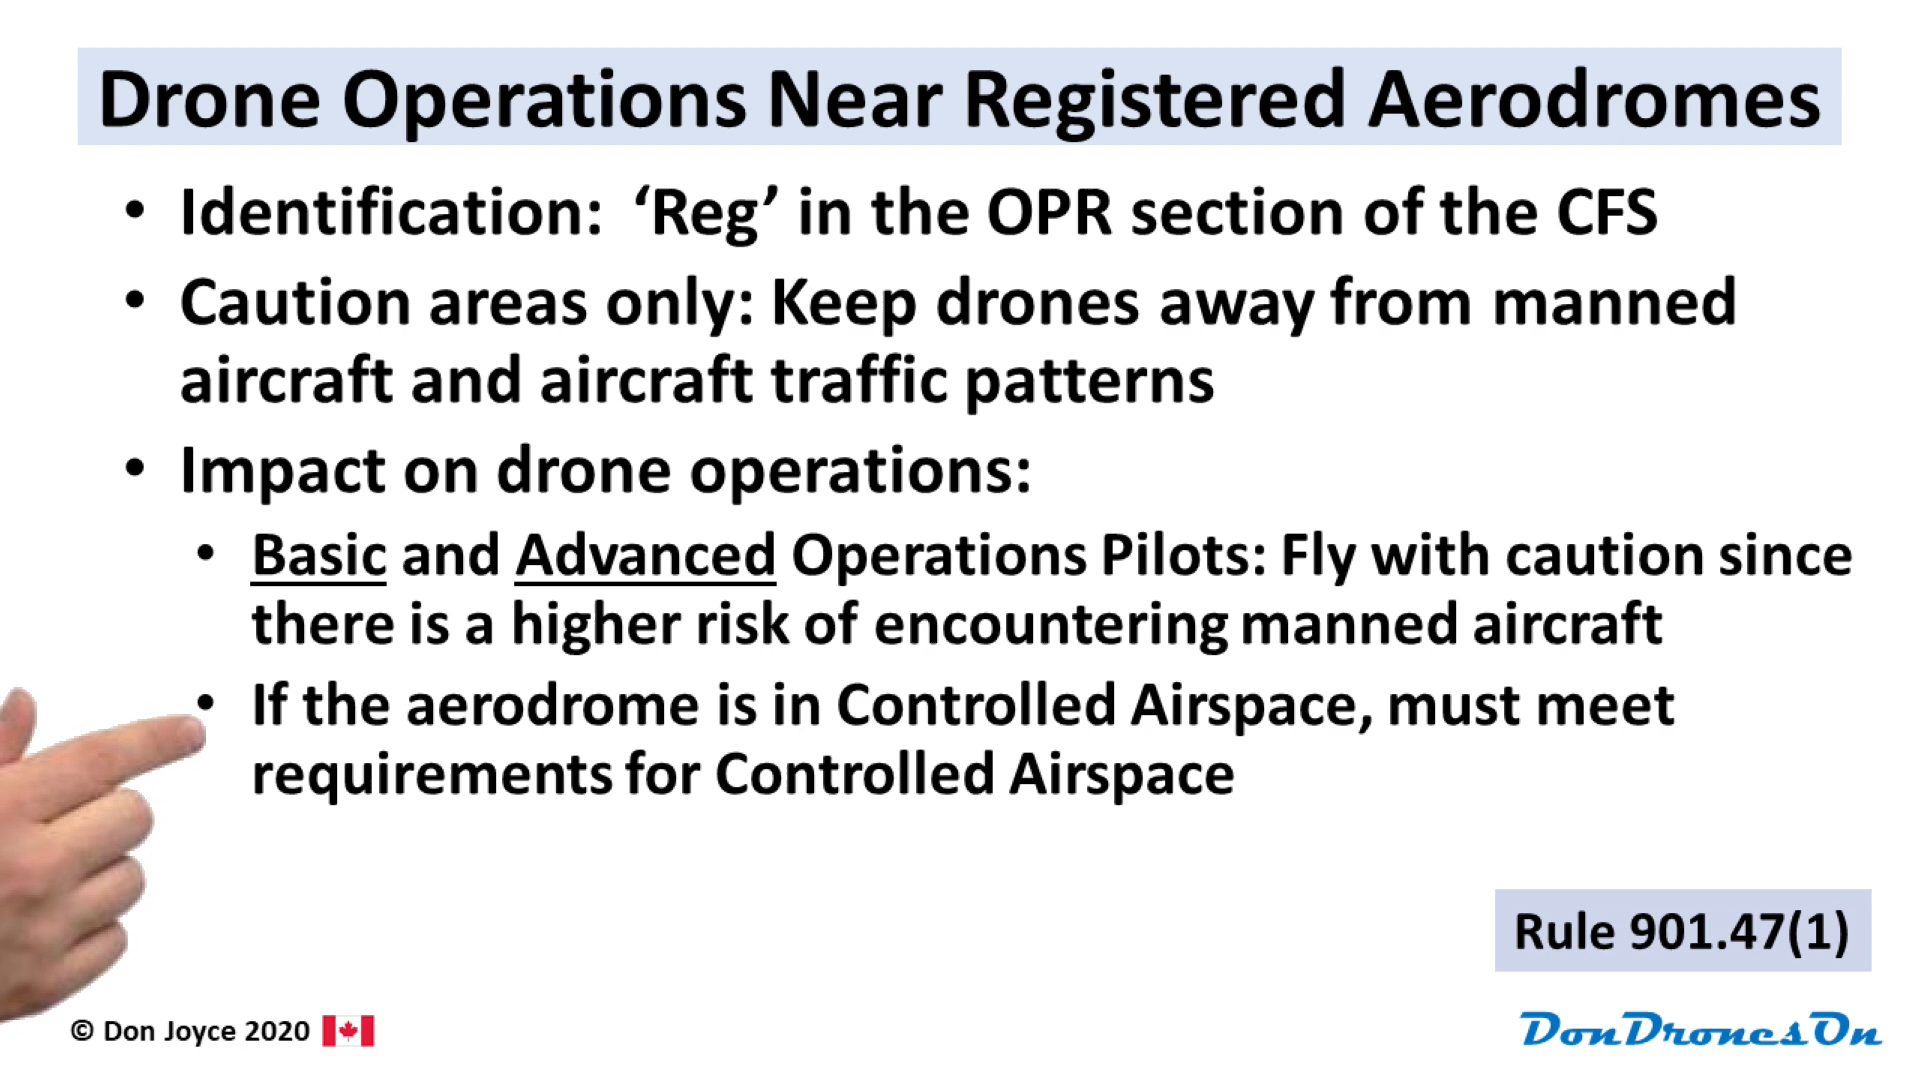 Drone Operations Near Registered Aerodromes
• Identification: ‘Reg’ in the OPR section of the CFS
• Caution areas only: Keep drones away from manned
aircraft and aircraft traffic patterns
• Impact on drone operations:
• Basic and Advanced Operations Pilots: Fly with caution since
there is a higher risk of encountering manned aircraft
• If the aerodrome is in Controlled Airspace, must meet
requirements for Controlled Airspace
Rule 901.47(1)
© Don Joyce 2020
DonDronesOn